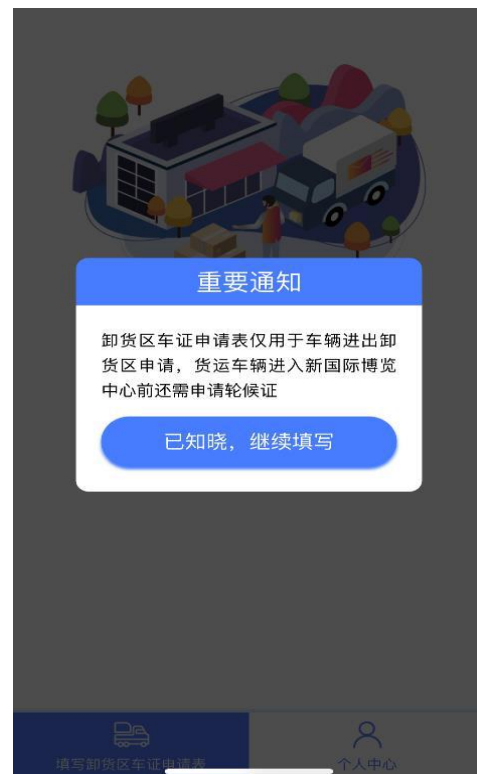 重要通知
卸货区车证申请表仅用于车辆进出卸
货区申请，货运车辆进入新国际博览
中心前还需申请轮候证
已知晓，继续填写
填写卸货区车证申请表
个人中心